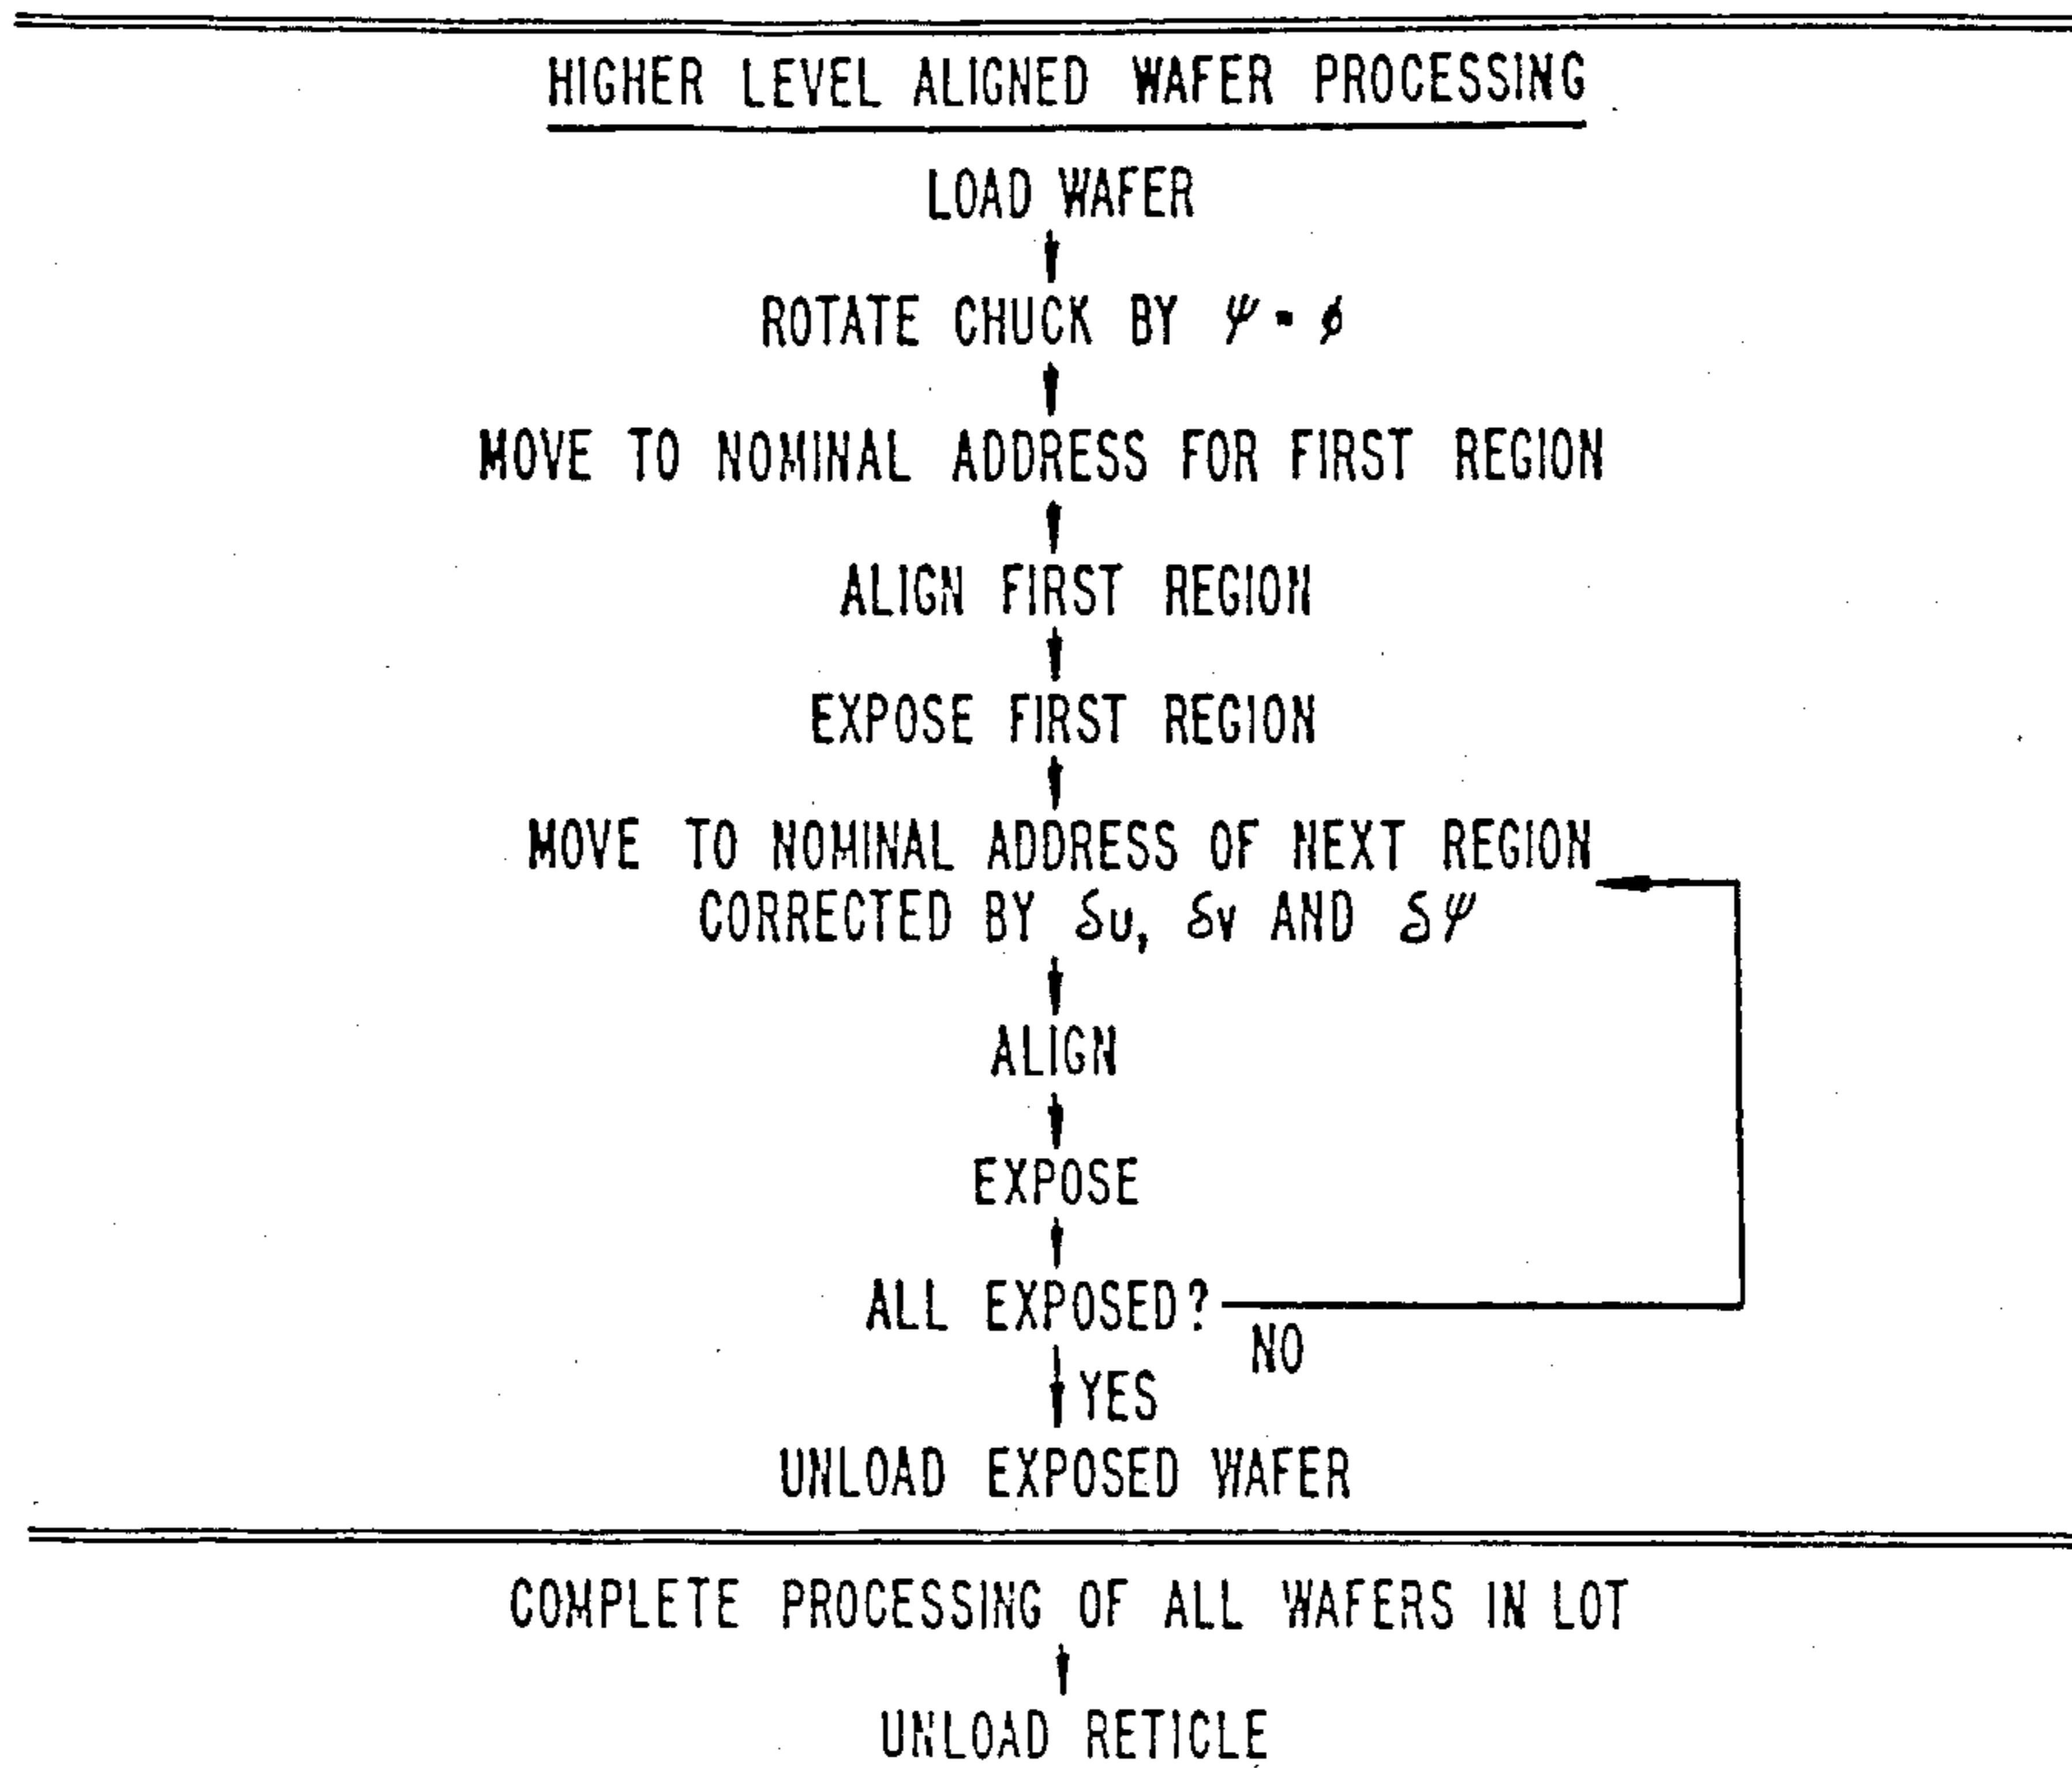 HIGHER LEVEL ALIGNED WAFER PROCESSING
LOAD WAFER
ROTATE CHUCK BY ψ - ϕ
MOVE TO NOMINAL ADDRESS FOR FIRST REGION
ALIGN FIRST REGION
EXPOSE FIRST REGION
MOVE TO NOMINAL ADDRESS OF NEXT REGION
CORRECTED BY δu, δv AND δψ
ALIGN
EXPOSE
ALL EXPOSED?
NO
YES
UNLOAD EXPOSED WAFER
COMPLETE PROCESSING OF ALL WAFERS IN LOT
UNLOAD RETICLE